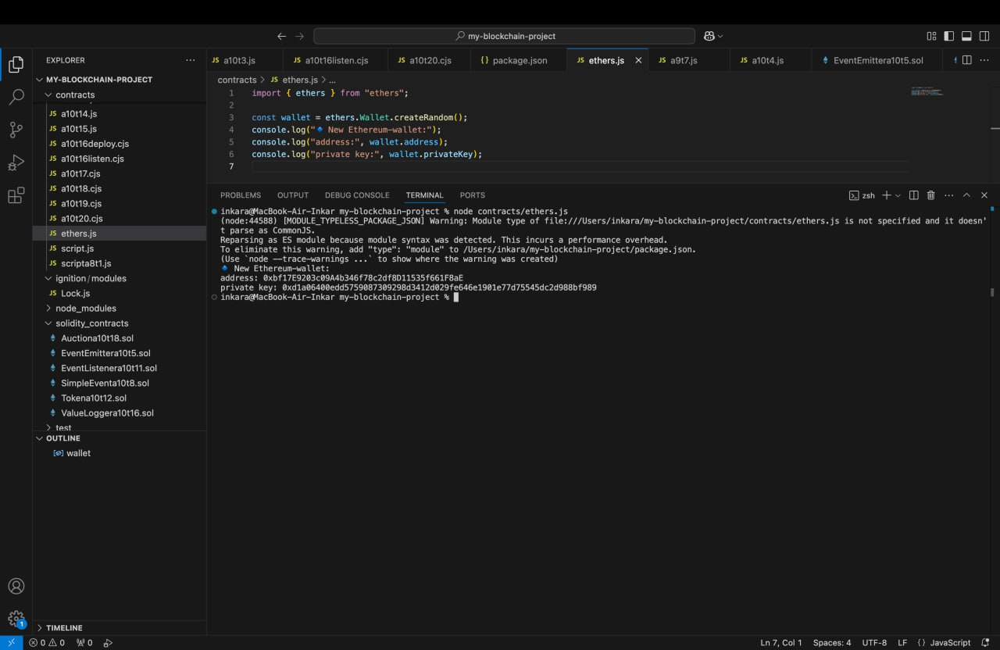 my-blockchain-project
EXPLORER
MY-BLOCKCHAIN-PROJECT
contracts
a10t14.js
a10t15.js
a10t16deploy.cjs
a10t16listen.cjs
a10t17.cjs
a10t18.cjs
a10t19.cjs
a10t20.cjs
ethers.js
script.js
scripta8t1.js
ignition/modules
Lock.js
node_modules
solidity_contracts
Auctiona10t18.sol
EventEmittera10t5.sol
EventListenera10t11.sol
SimpleEventa10t8.sol
Tokena10t12.sol
ValueLoggera10t16.sol
test
OUTLINE
wallet
TIMELINE
JS a10t3.js JS a10t16listen.cjs JS a10t20.cjs {} package.json JS ethers.js JS a9t7.js JS a10t4.js EventEmittera10t5.sol
contracts > JS ethers.js > ...
1 import { ethers } from "ethers";
2
3 const wallet = ethers.Wallet.createRandom();
4 console.log("🔹 New Ethereum-wallet:");
5 console.log("address:", wallet.address);
6 console.log("private key:", wallet.privateKey);
7
PROBLEMS OUTPUT DEBUG CONSOLE TERMINAL PORTS zsh
inkara@MacBook-Air-Inkar my-blockchain-project % node contracts/ethers.js
(node:44588) [MODULE_TYPELESS_PACKAGE_JSON] Warning: Module type of file:///Users/inkara/my-blockchain-project/contracts/ethers.js is not specified and it doesn'
t parse as CommonJS.
Reparsing as ES module because module syntax was detected. This incurs a performance overhead.
To eliminate this warning, add "type": "module" to /Users/inkara/my-blockchain-project/package.json.
(Use `node --trace-warnings ...` to show where the warning was created)
🔹 New Ethereum-wallet:
address: 0xbf17E9203c09A4b346f78c2df8D11535f661F8aE
private key: 0xd1a06400edd5759087309298d3412d029fe646e1901e77d75545dc2d988bf989
inkara@MacBook-Air-Inkar my-blockchain-project %
0 0 0 Ln 7, Col 1 Spaces: 4 UTF-8 LF {} JavaScript